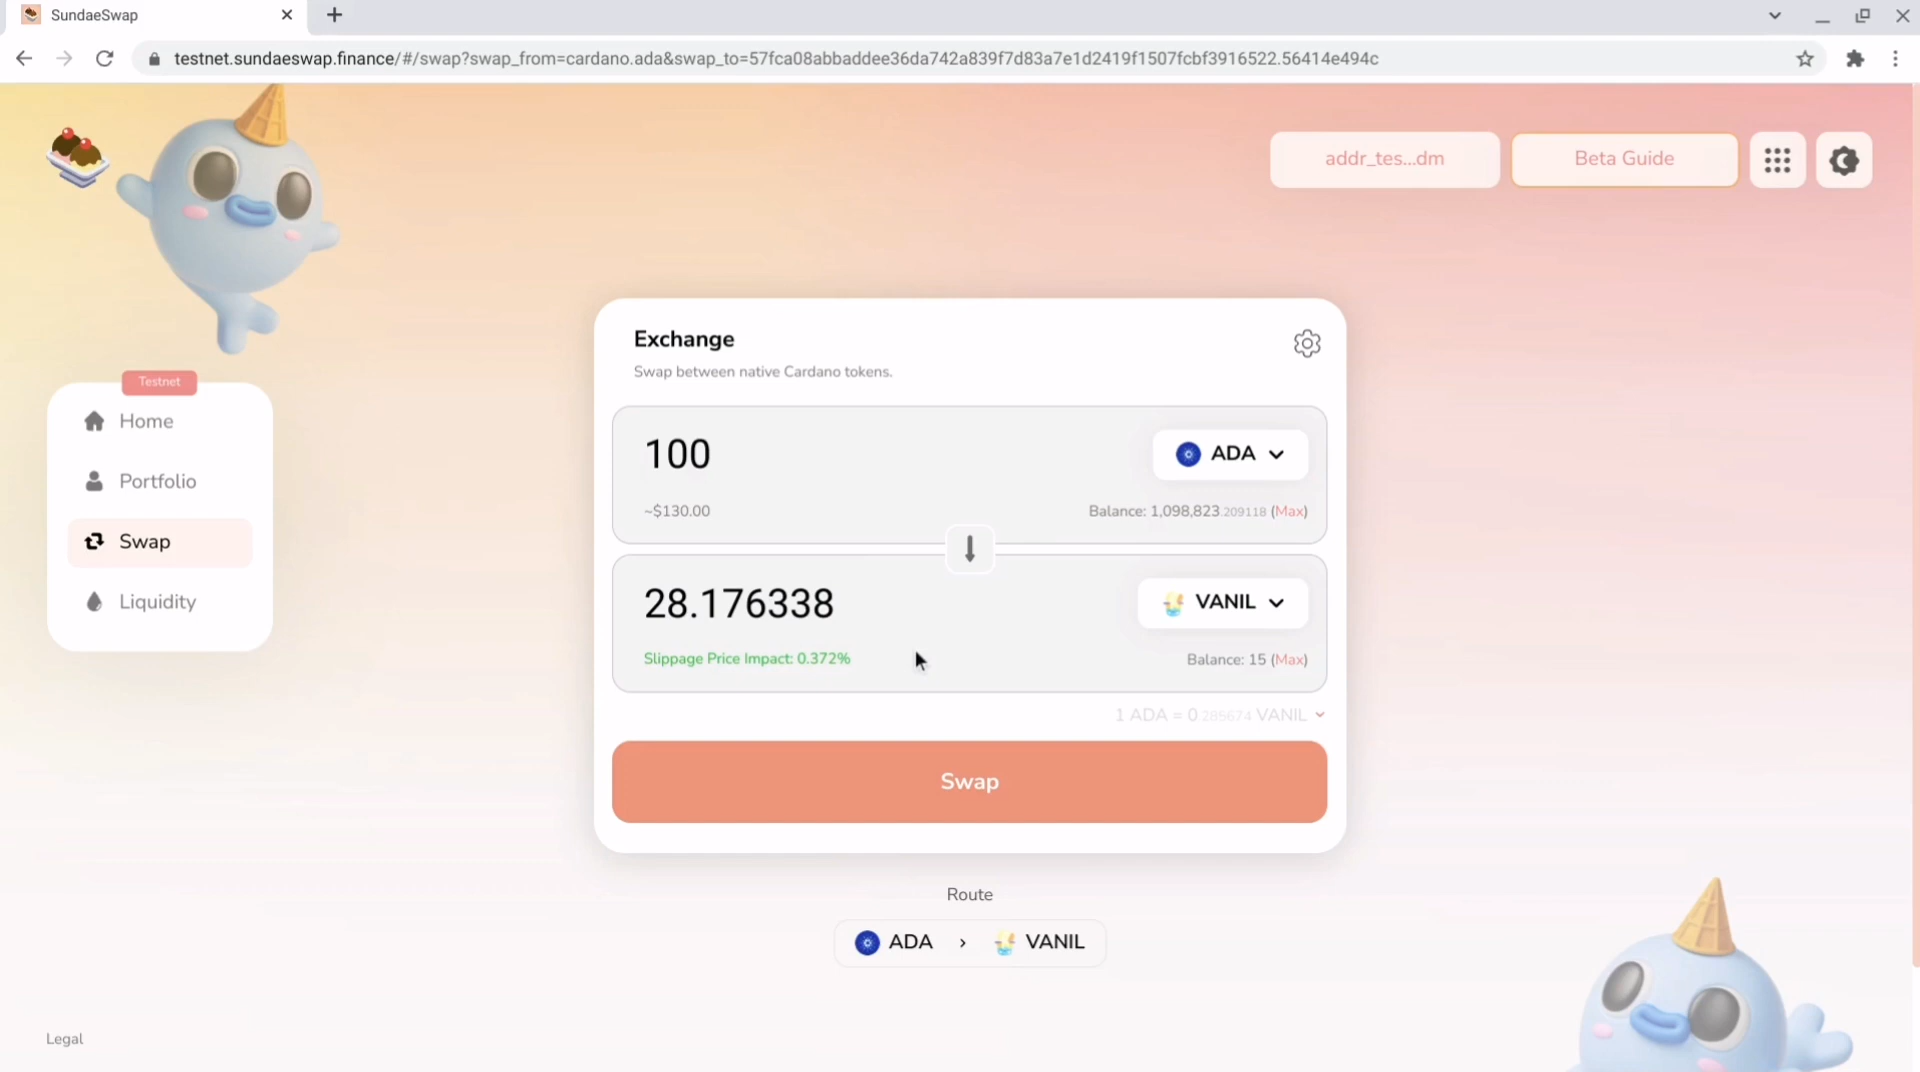 SundaeSwap
testnet.sundaeswap.finance/#/swap?swap_from=cardano.ada&swap_to=57fca08abbaddee36da742a839f7d83a7e1d2419f1507fcbf3916522.56414e494c
addr_tes...dm
Beta Guide
Testnet
Home
Portfolio
Swap
Liquidity
Exchange
Swap between native Cardano tokens.
100
ADA
~$130.00
Balance: 1,098,823.209118 (Max)
28.176338
VANIL
Slippage Price Impact: 0.372%
Balance: 15 (Max)
1 ADA = 0.285674 VANIL
Swap
Route
ADA > VANIL
Legal